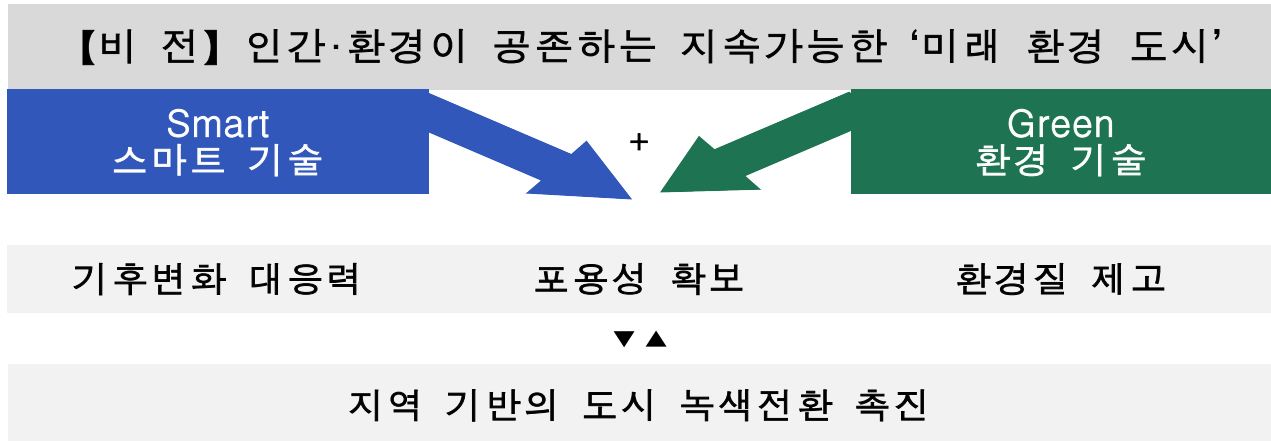 【비 전】 인간·환경이 공존하는 지속가능한 ‘미래 환경 도시’
Smart
스마트 기술
+
Green
환경 기술
기후변화 대응력
포용성 확보
환경질 제고
▼▲
지역 기반의 도시 녹색전환 촉진